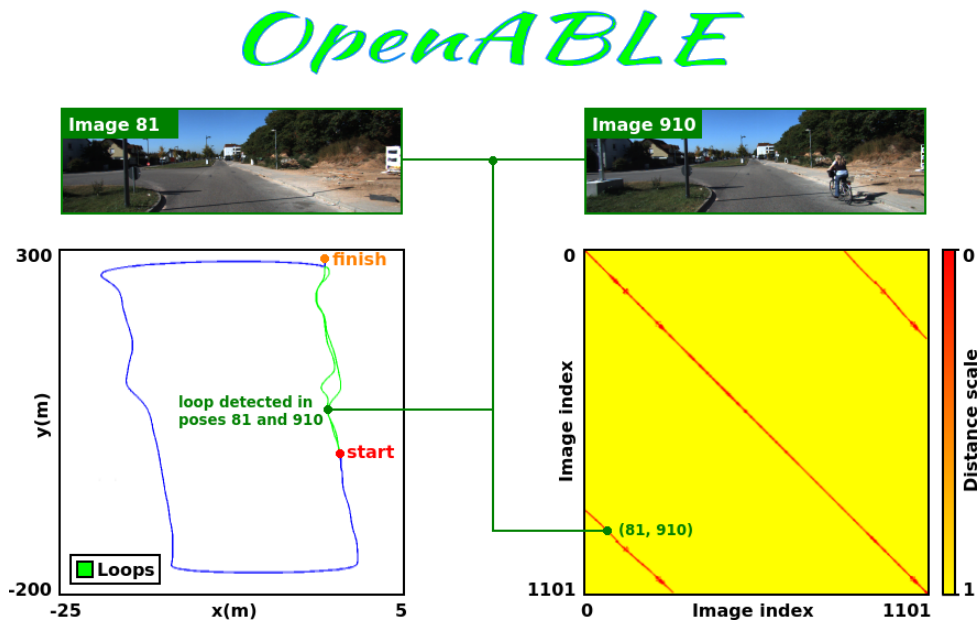 OpenABLE
Image 81
Image 910
300
finish
loop detected in
poses 81 and 910
start
y(m)
Loops
-200
-25
x(m)
5
0
Image index
(81, 910)
1101
0
Image index
1101
0
Distance scale
1